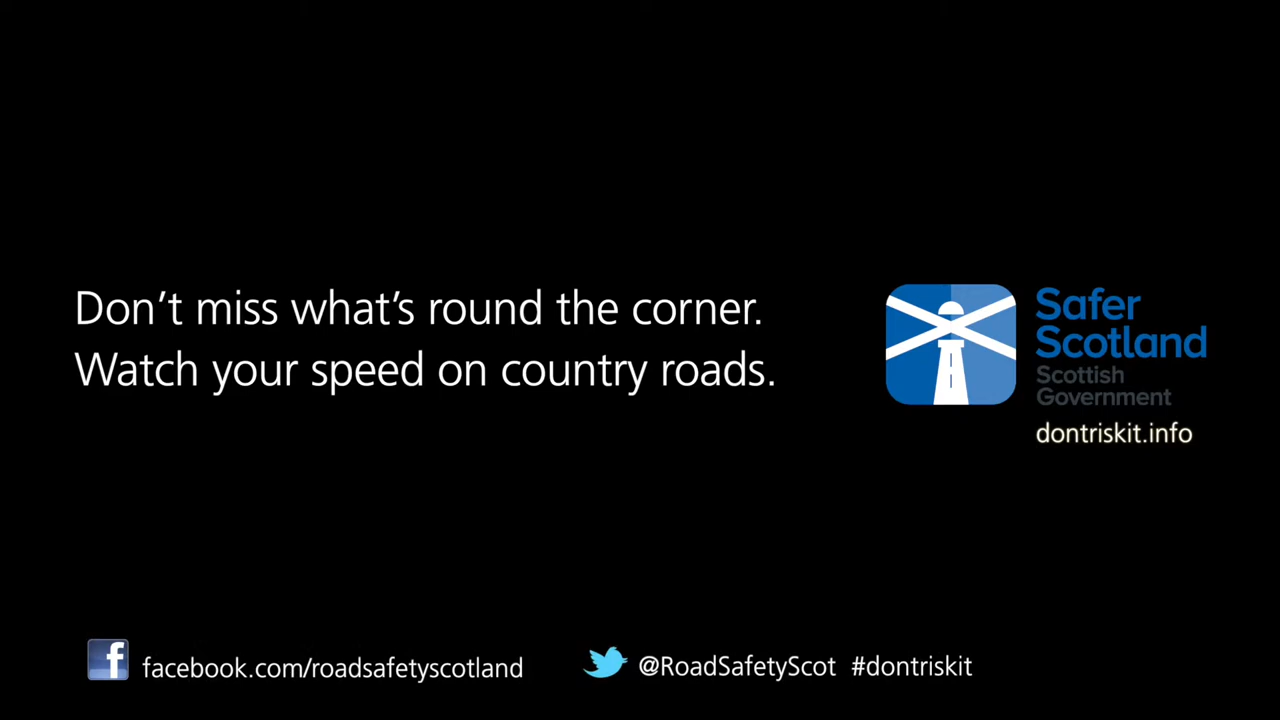 Don't miss what's round the corner.
Watch your speed on country roads.
Safer
Scotland
Scottish
Government
dontriskit.info
f facebook.com/roadsafetyscotland
@RoadSafetyScot #dontriskit